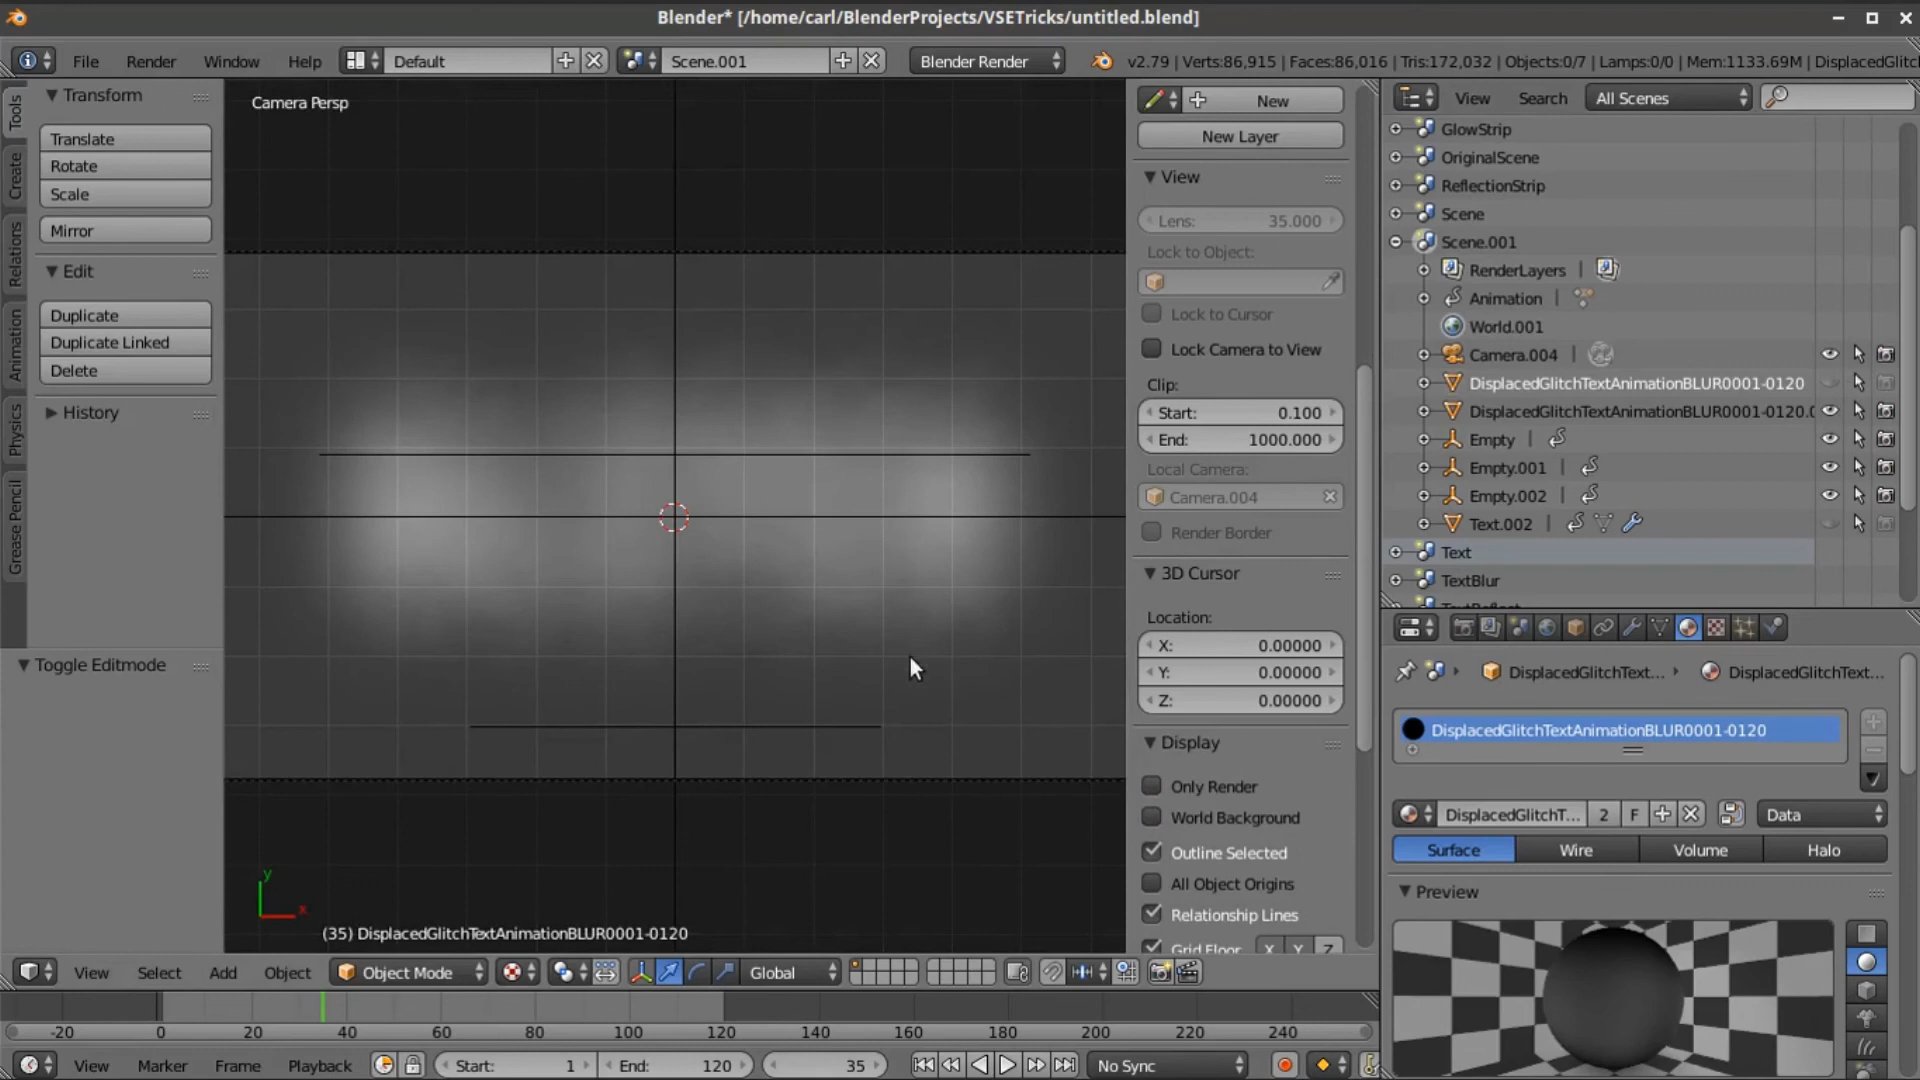 Blender* [/home/carl/BlenderProjects/VSETricks/untitled.blend]
File Render Window Help Default Scene.001 Blender Render v2.79 | Verts:86,915 | Faces:86,016 | Tris:172,032 | Objects:0/7 | Lamps:0/0 | Mem:1133.69M | DisplacedGlitch
Tools
Create
Relations
Animation
Physics
Grease Pencil
Transform
Translate
Rotate
Scale
Mirror
Edit
Duplicate
Duplicate Linked
Delete
History
Toggle Editmode
Camera Persp
y
x
(35) DisplacedGlitchTextAnimationBLUR0001-0120
New
New Layer
View
Lens: 35.000
Lock to Object:
Lock to Cursor
Lock Camera to View
Clip:
Start: 0.100
End: 1000.000
Local Camera:
Camera.004
Render Border
3D Cursor
Location:
X: 0.00000
Y: 0.00000
Z: 0.00000
Display
Only Render
World Background
Outline Selected
All Object Origins
Relationship Lines
Grid Floor X Y Z
View Search All Scenes
GlowStrip
OriginalScene
ReflectionStrip
Scene
Scene.001
RenderLayers |
Animation |
World.001
Camera.004 |
DisplacedGlitchTextAnimationBLUR0001-0120
DisplacedGlitchTextAnimationBLUR0001-0120.0
Empty
Empty.001
Empty.002
Text.002
Text
TextBlur
TextReflect
DisplacedGlitchText... DisplacedGlitchText...
DisplacedGlitchTextAnimationBLUR0001-0120
DisplacedGlitchT... 2 F Data
Surface Wire Volume Halo
Preview
View Select Add Object Object Mode Global
-20 0 20 40 60 80 100 120 140 160 180 200 220 240
View Marker Frame Playback Start: 1 End: 120 35 No Sync